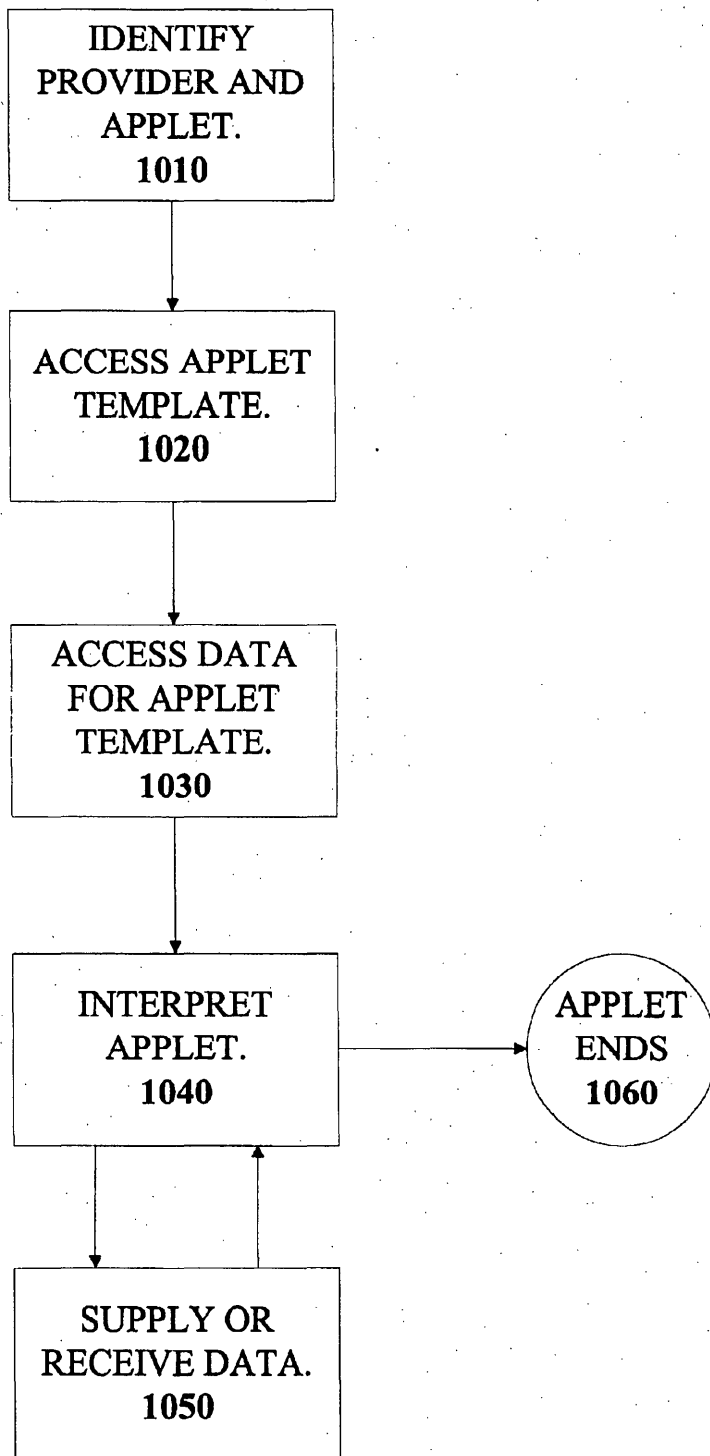 IDENTIFY
PROVIDER AND
APPLET.
1010
ACCESS APPLET
TEMPLATE.
1020
ACCESS DATA
FOR APPLET
TEMPLATE.
1030
INTERPRET
APPLET.
1040
APPLET
ENDS
1060
SUPPLY OR
RECEIVE DATA.
1050